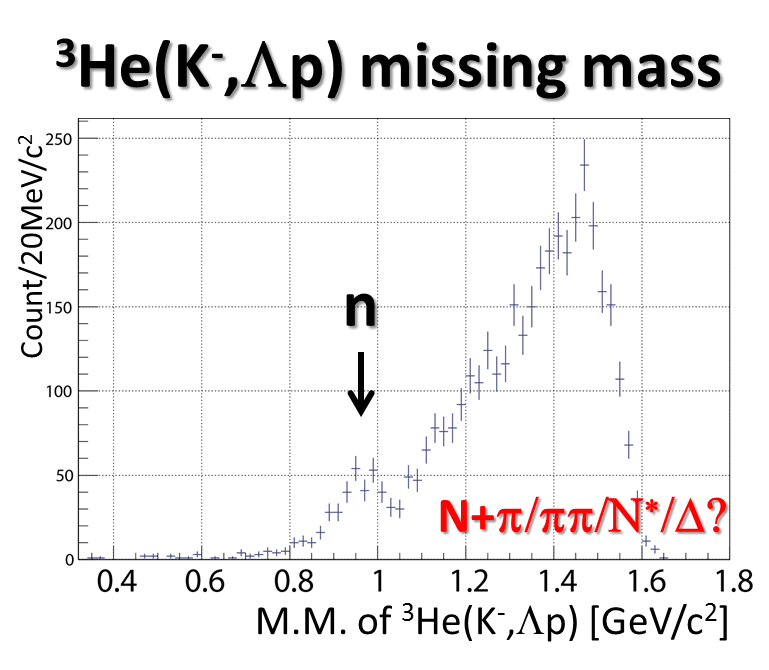 ³He(K⁻,Λp) missing mass
Count/20MeV/c²
250
200
150
100
50
0
n
N+π/ππ/N*/Δ?
0.4 0.6 0.8 1 1.2 1.4 1.6 1.8
M.M. of ³He(K⁻,Λp) [GeV/c²]